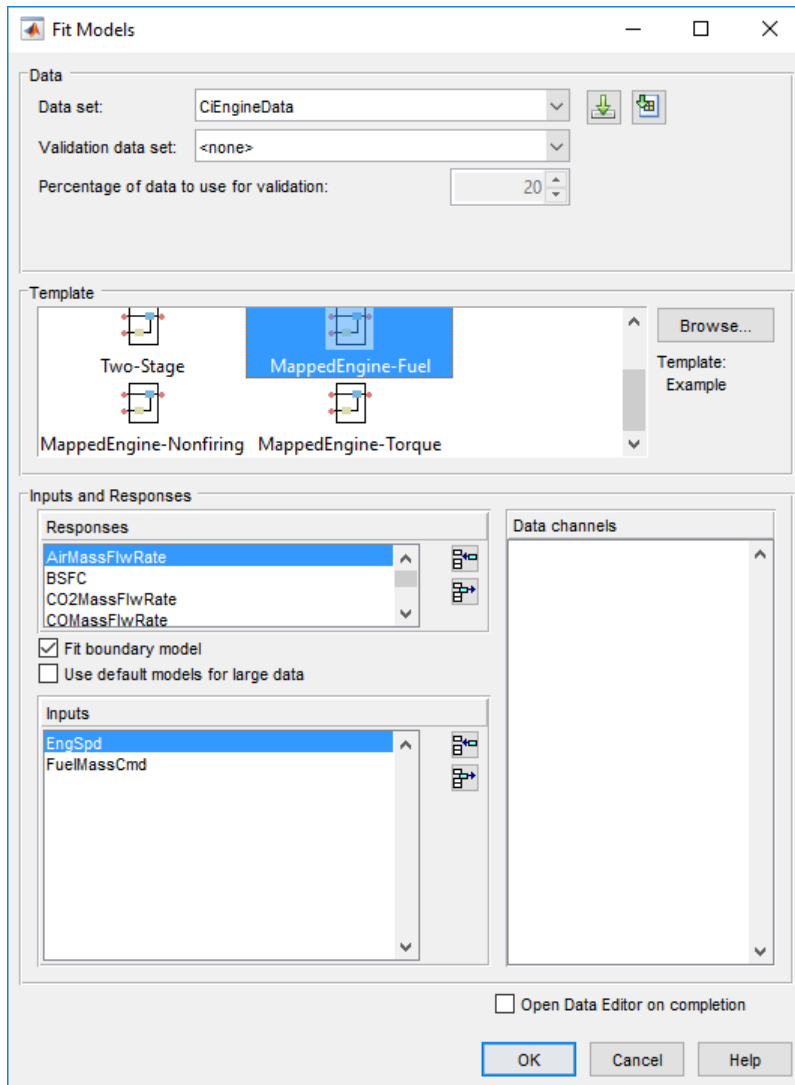 Fit Models
Data
Data set:
CiEngineData
Validation data set:
<none>
Percentage of data to use for validation:
20
Template
Two-Stage
MappedEngine-Fuel
MappedEngine-Nonfiring
MappedEngine-Torque
Browse...
Template:
Example
Inputs and Responses
Responses
AirMassFlwRate
BSFC
CO2MassFlwRate
COMassFlwRate
Fit boundary model
Use default models for large data
Inputs
EngSpd
FuelMassCmd
Data channels
Open Data Editor on completion
OK
Cancel
Help